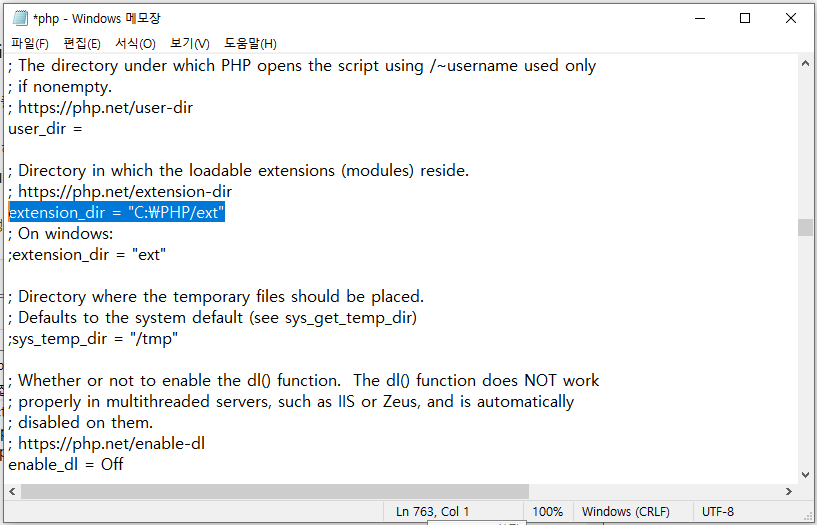 *php - Windows 메모장
파일(F) 편집(E) 서식(O) 보기(V) 도움말(H)
; The directory under which PHP opens the script using /~username used only
; if nonempty.
; https://php.net/user-dir
user_dir =
; Directory in which the loadable extensions (modules) reside.
; https://php.net/extension-dir
extension_dir = "C:₩PHP/ext"
; On windows:
;extension_dir = "ext"
; Directory where the temporary files should be placed.
; Defaults to the system default (see sys_get_temp_dir)
;sys_temp_dir = "/tmp"
; Whether or not to enable the dl() function.  The dl() function does NOT work
; properly in multithreaded servers, such as IIS or Zeus, and is automatically
; disabled on them.
; https://php.net/enable-dl
enable_dl = Off
Ln 763, Col 1 100% Windows (CRLF) UTF-8